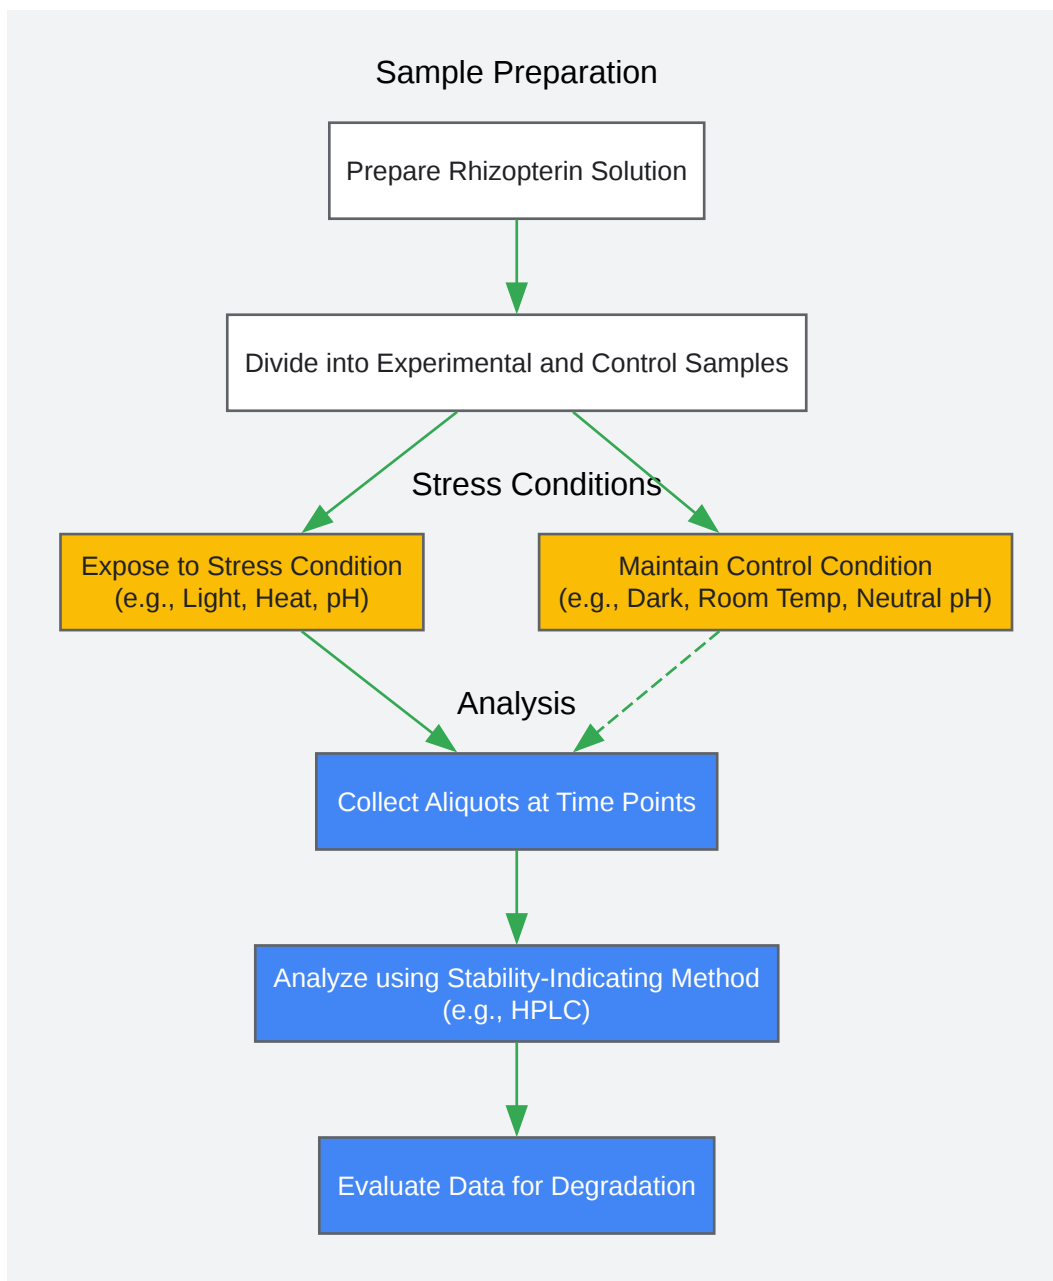 Sample Preparation
Prepare Rhizopterin Solution
Divide into Experimental and Control Samples
Stress Conditions
Expose to Stress Condition
(e.g., Light, Heat, pH)
Maintain Control Condition
(e.g., Dark, Room Temp, Neutral pH)
Analysis
Collect Aliquots at Time Points
Analyze using Stability-Indicating Method
(e.g., HPLC)
Evaluate Data for Degradation